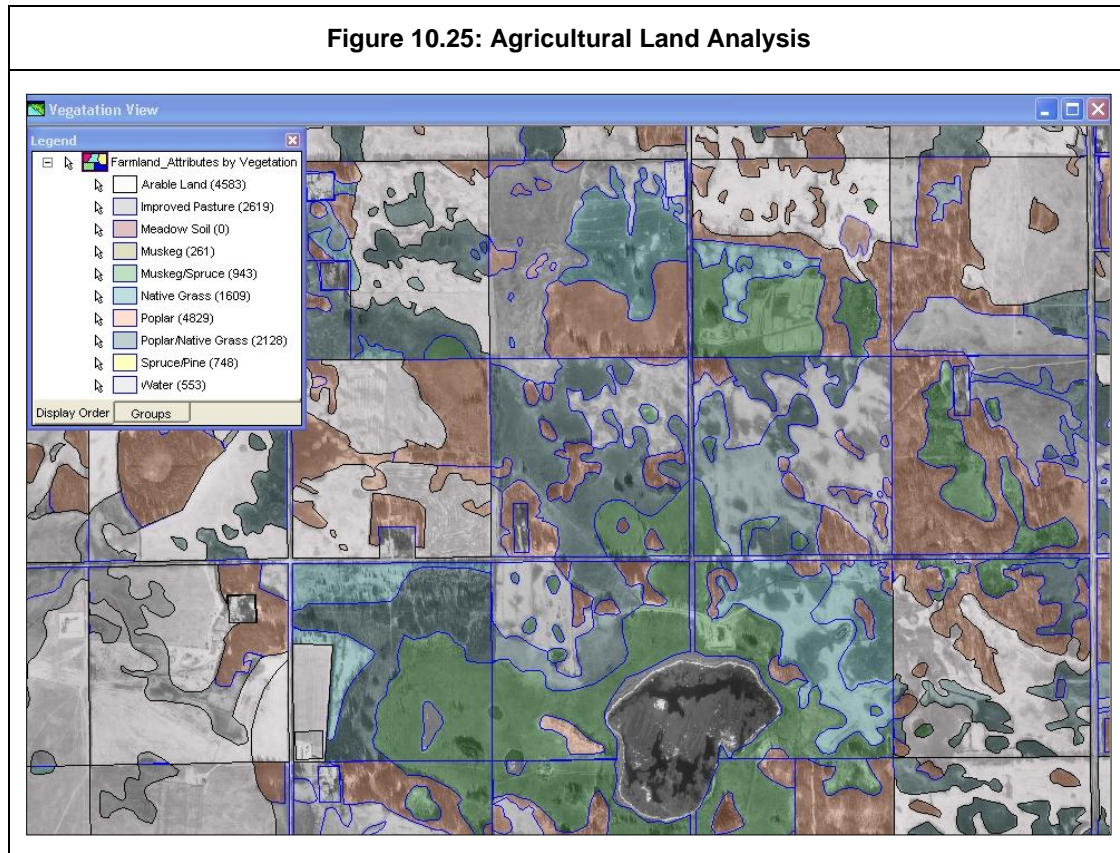 Figure 10.25: Agricultural Land Analysis
Vegatation View
Legend
Farmland_Attributes by Vegetation
Arable Land (4583)
Improved Pasture (2619)
Meadow Soil (0)
Muskeg (261)
Muskeg/Spruce (943)
Native Grass (1609)
Poplar (4829)
Poplar/Native Grass (2128)
Spruce/Pine (748)
Water (553)
Display Order Groups